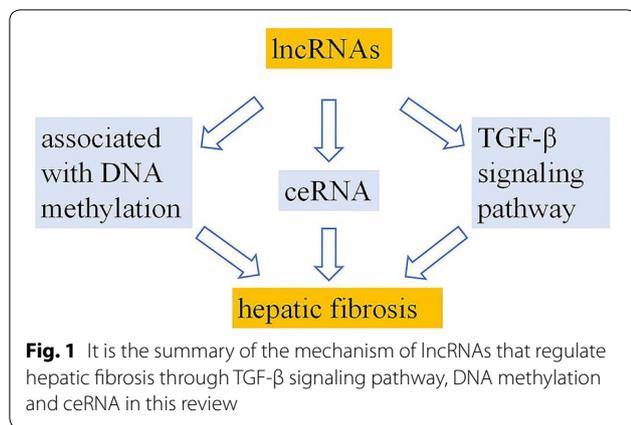 lncRNAs
associated
with DNA
methylation
ceRNA
TGF-β
signaling
pathway
hepatic fibrosis
Fig. 1 It is the summary of the mechanism of lncRNAs that regulate
hepatic fibrosis through TGF-β signaling pathway, DNA methylation
and ceRNA in this review